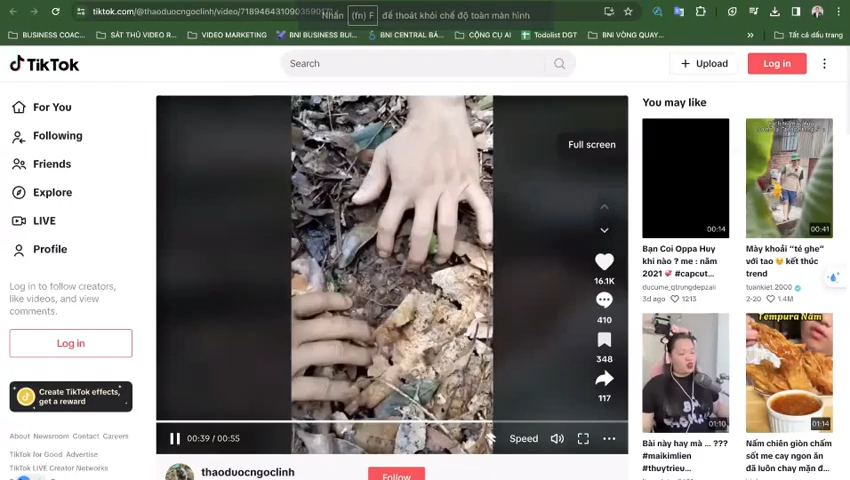 tiktok.com/@thaoduocngoclinh/video/7189464310903590171
Nhấn (fn) F để thoát khỏi chế độ toàn màn hình
BUSINESS COAC...
SÁT THỦ VIDEO R...
VIDEO MARKETING
BNI BUSINESS BUI...
BNI CENTRAL BÀ...
CỘNG CỤ AI
Todolist DGT
BNI VÒNG QUAY...
Tất cả dấu trang
TikTok
Search
Upload
Log in
For You
Following
Friends
Explore
LIVE
Profile
Log in to follow creators,
like videos, and view
comments.
Log in
Create TikTok effects,
get a reward
About Newsroom Contact Careers
TikTok for Good Advertise
TikTok LIVE Creator Networks
Full screen
16.1K
410
348
117
00:39 / 00:55
Speed
thaoduocngoclinh
Follow
You may like
00:14
Bạn Coi Oppa Huy
khi nào ? me : năm
2021 #capcut...
ducume_qtrungdepzai
3d ago 1213
00:41
Mày khoái “té ghe”
với tao kết thúc
trend
tuankiet.2000
2-20 1.4M
01:10
Bài này hay mà ... ???
#maikimlien
#thuytrieu...
Tempura Nấm
01:14
Nấm chiên giòn chấm
sốt me cay ngon ăn
đã luôn chay mặn đ...